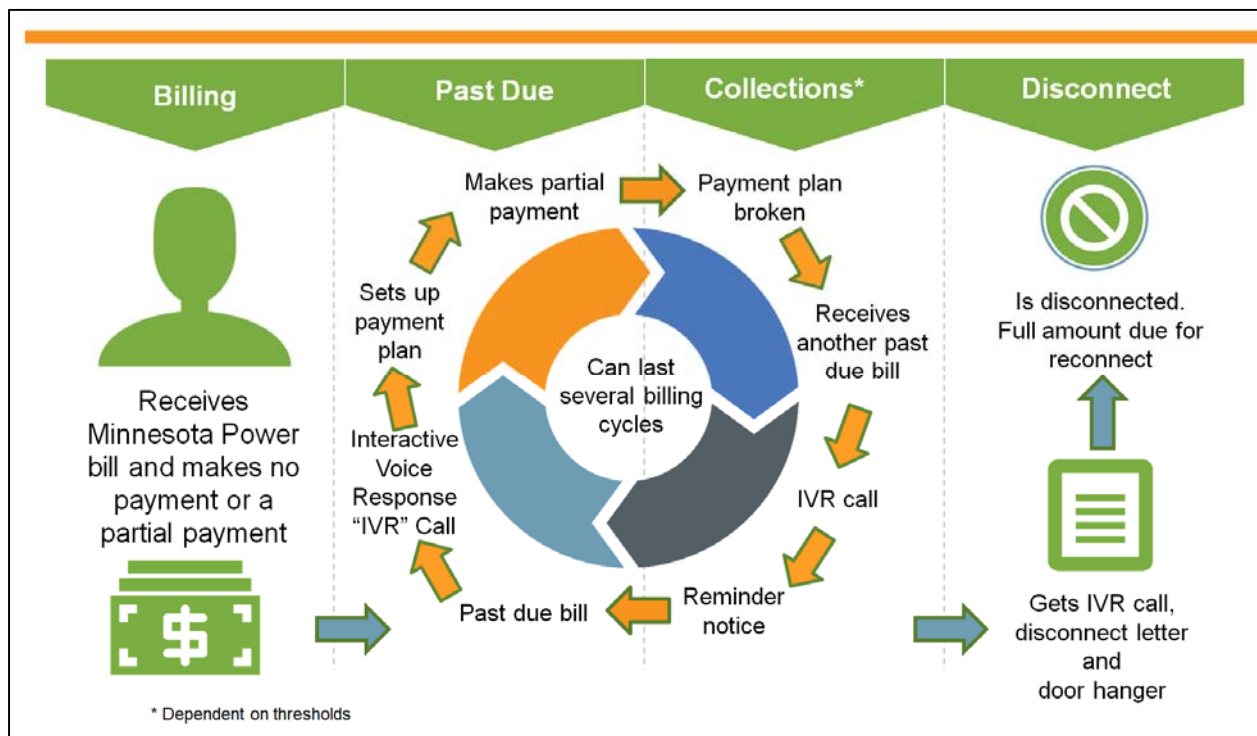 Billing
Past Due
Collections*
Disconnect
Receives
Minnesota Power
bill and makes no
payment or a
partial payment
$
Makes partial
payment
Sets up
payment
plan
Interactive
Voice
Response
“IVR” Call
Past due bill
Can last
several billing
cycles
Payment plan
broken
Receives
another past
due bill
IVR call
Reminder
notice
Is disconnected.
Full amount due for
reconnect
Gets IVR call,
disconnect letter
and
door hanger
* Dependent on thresholds